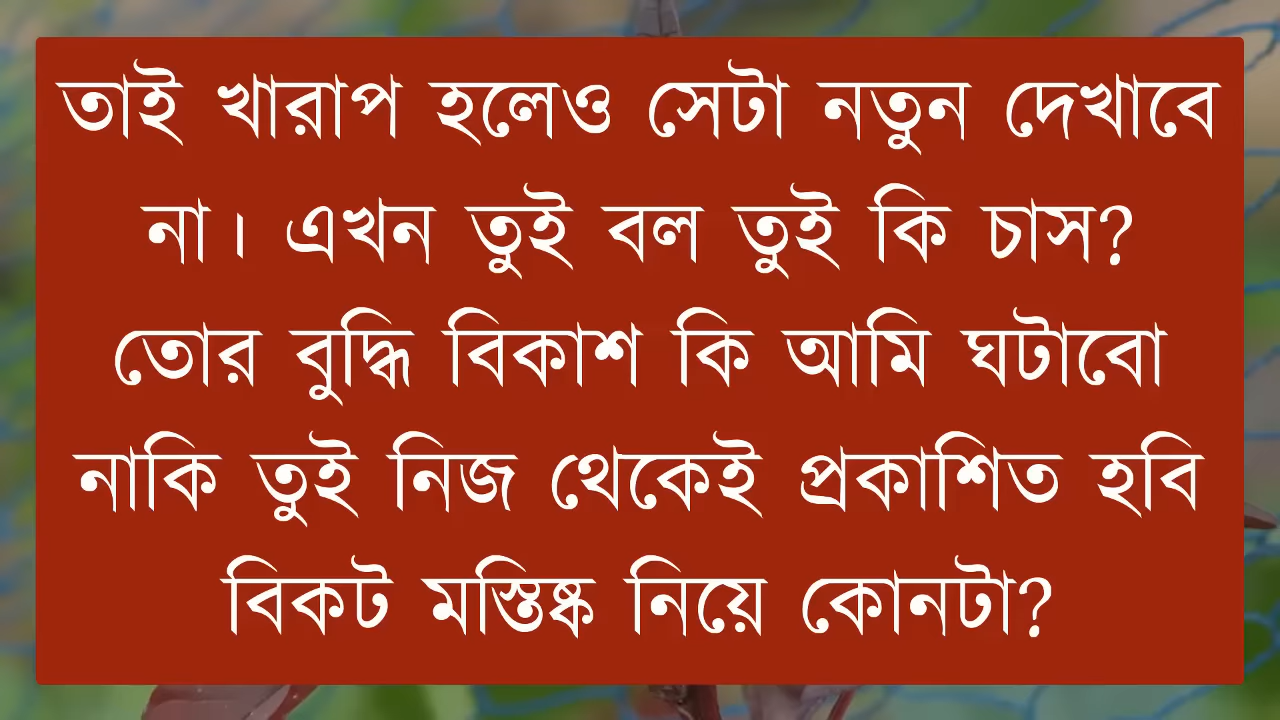 তাই খারাপ হলেও সেটা নতুন দেখাবে
না। এখন তুই বল তুই কি চাস?
তোর বুদ্ধি বিকাশ কি আমি ঘটাবো
নাকি তুই নিজ থেকেই প্রকাশিত হবি
বিকট মস্তিষ্ক নিয়ে কোনটা?